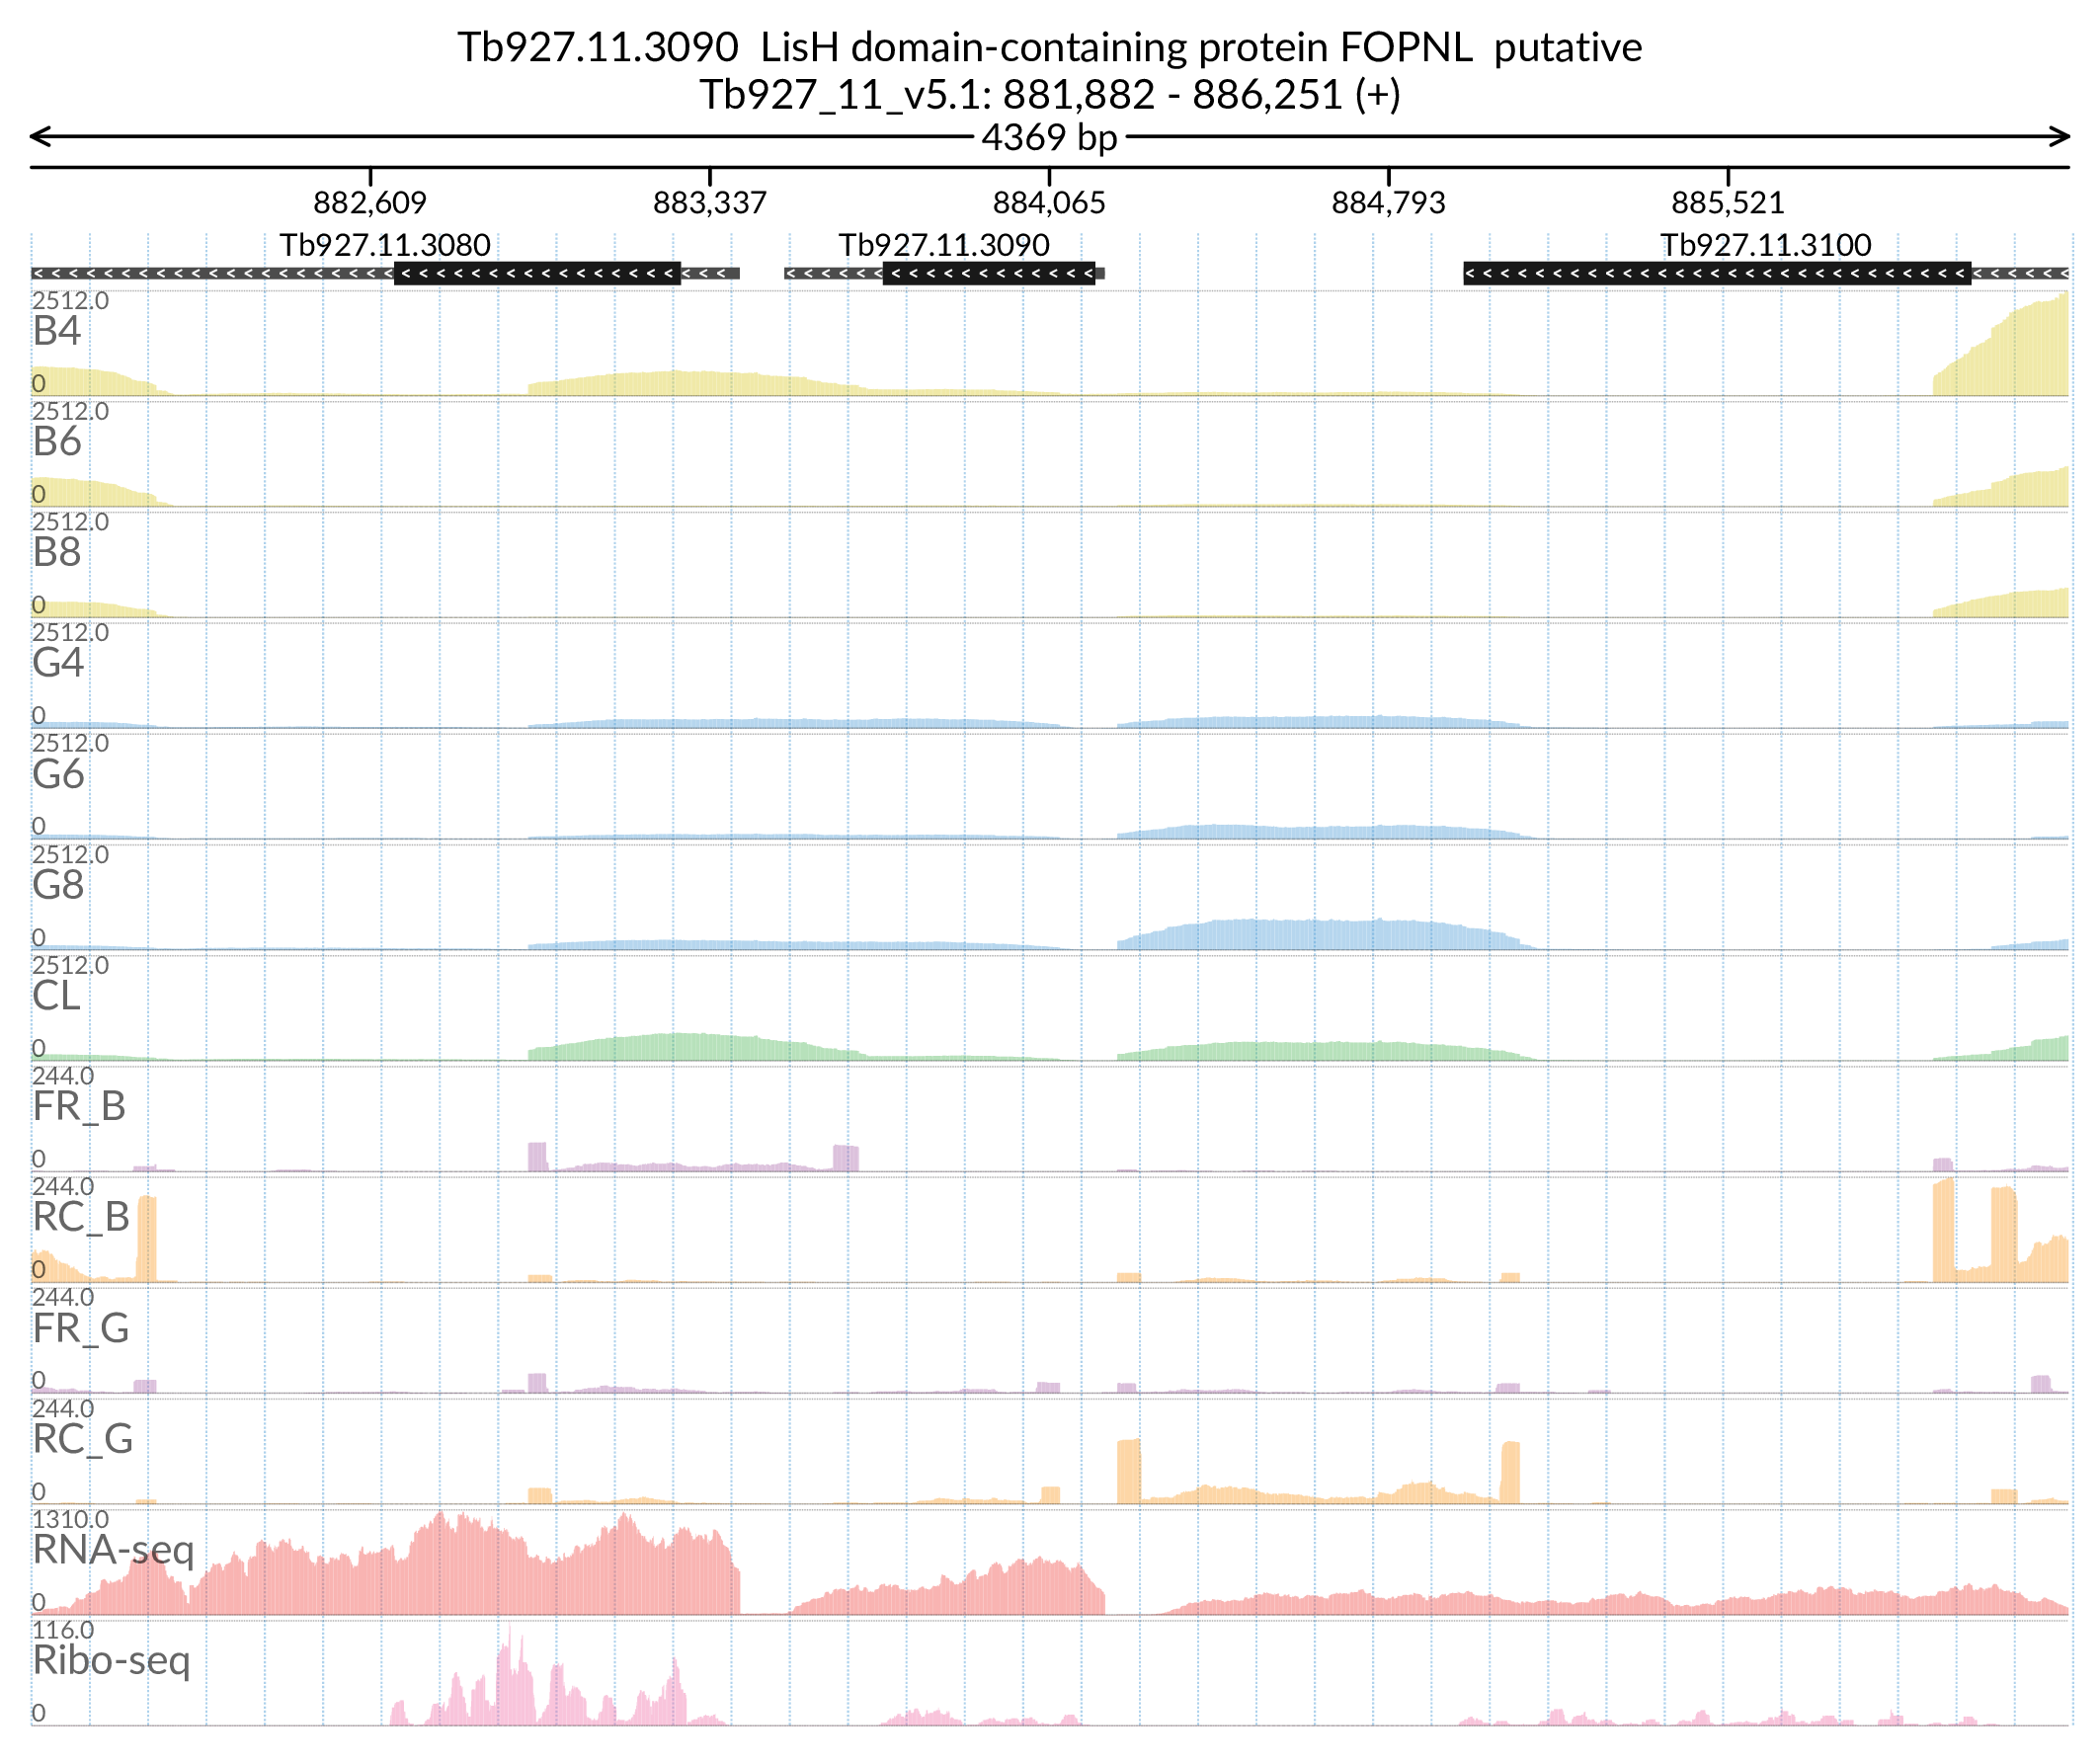 Tb927.11.3090 LisH domain-containing protein FOPNL putative
Tb927_11_v5.1: 881,882 - 886,251 (+)
4369 bp
882,609 883,337 884,065 884,793 885,521
Tb927.11.3080 Tb927.11.3090 Tb927.11.3100
2512.0
B4
0
2512.0
B6
0
2512.0
B8
0
2512.0
G4
0
2512.0
G6
0
2512.0
G8
0
2512.0
CL
0
244.0
FR_B
0
244.0
RC_B
0
244.0
FR_G
0
244.0
RC_G
0
1310.0
RNA-seq
0
116.0
Ribo-seq
0